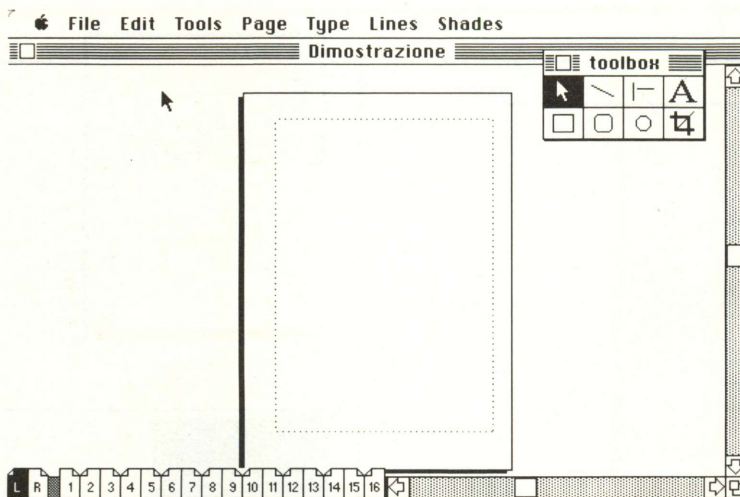 File Edit Tools Page Type Lines Shades
Dimostrazione
toolbox
A
L R 1 2 3 4 5 6 7 8 9 10 11 12 13 14 15 16